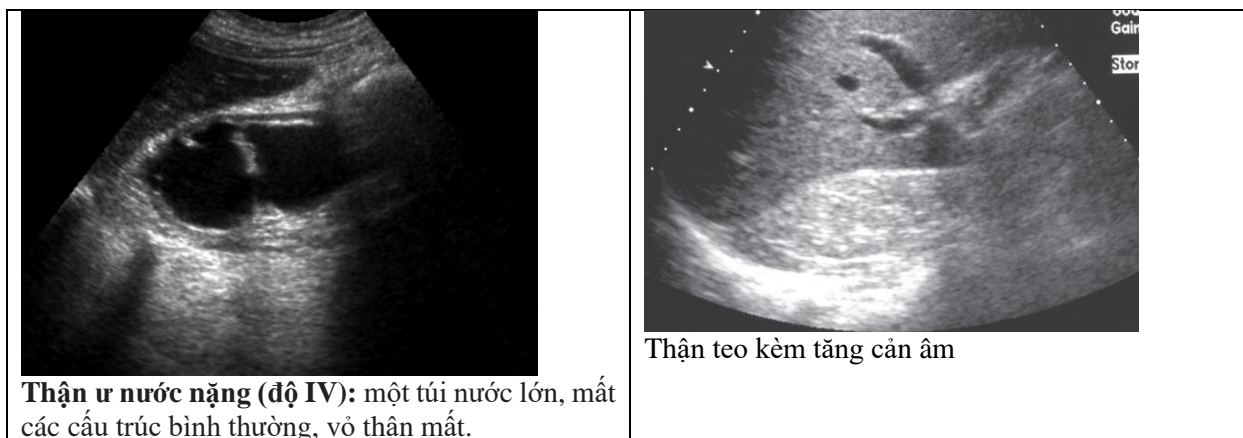 Gain
Stor
Thận teo kèm tăng cản âm
Thận ư nước nặng (độ IV): một túi nước lớn, mất
các cấu trúc bình thường, vỏ thận mất.